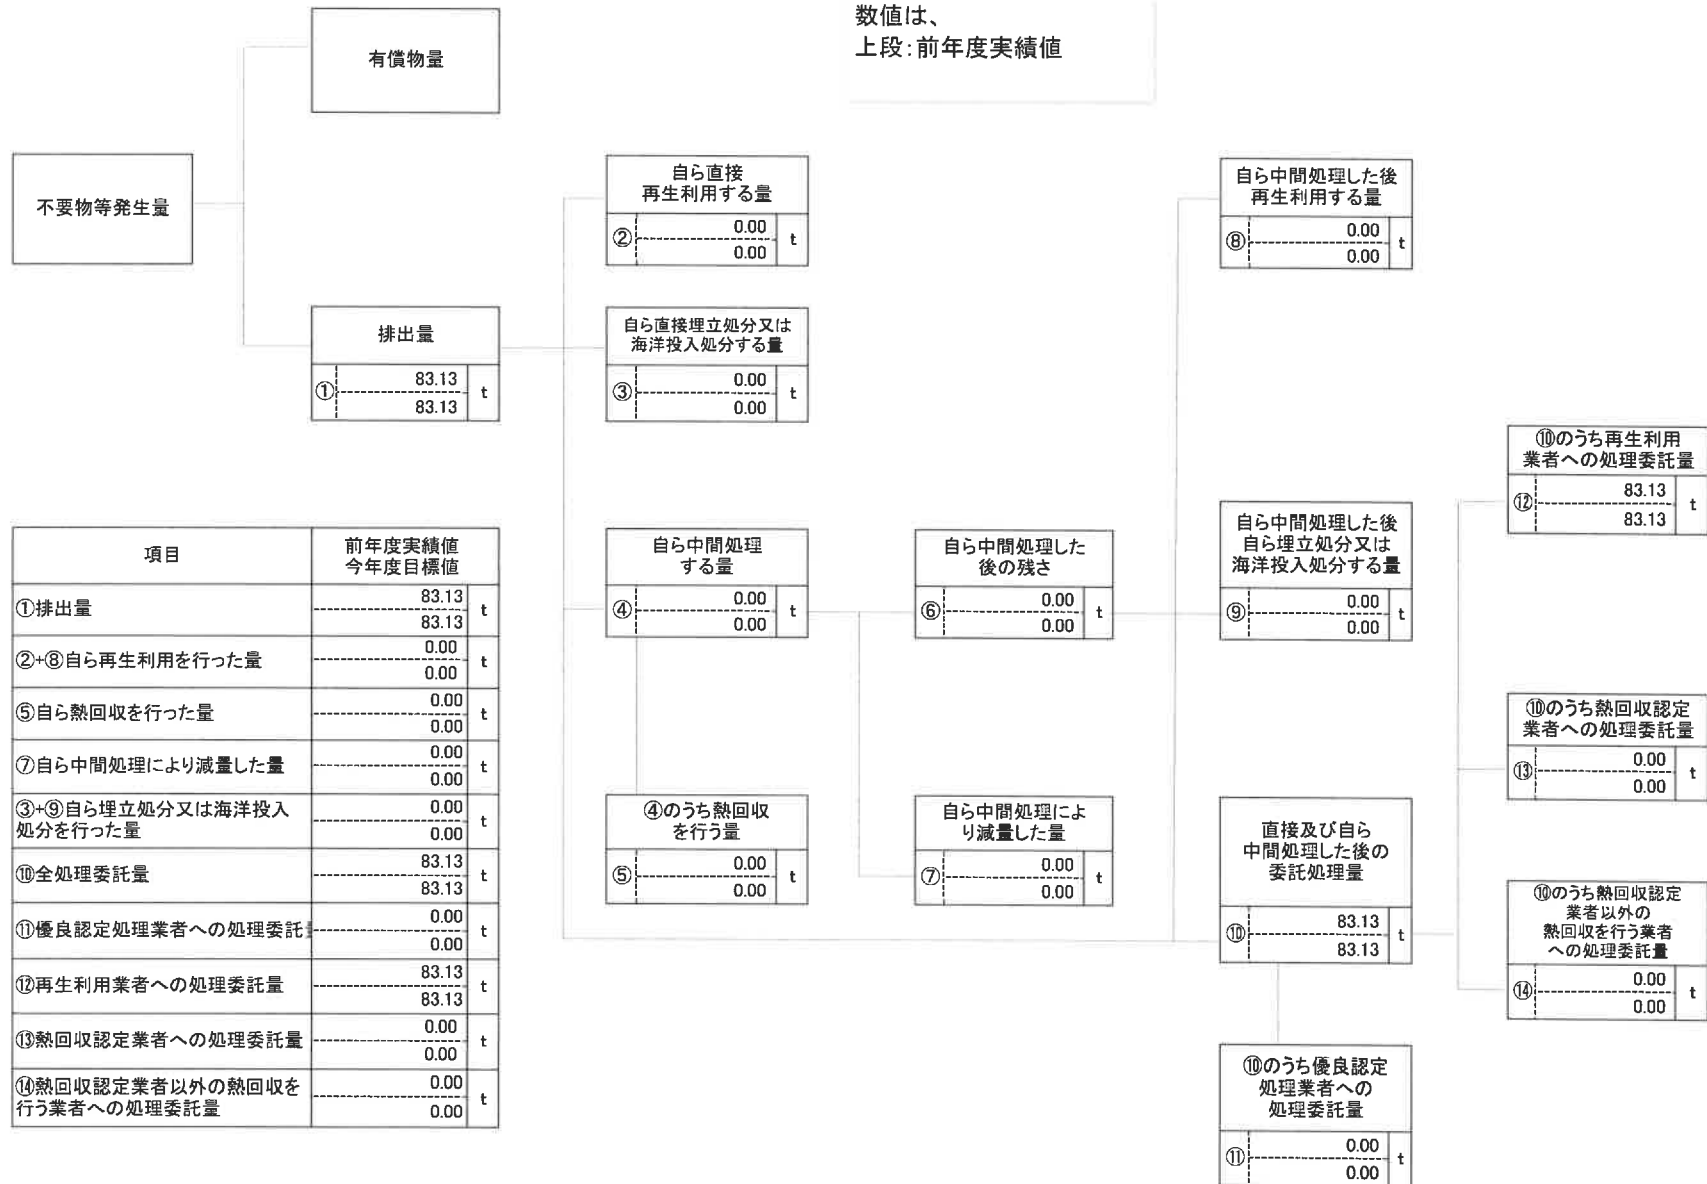 数値は、
上段:前年度実績値
有償物量
不要物等発生量
排出量
① 83.13 t
83.13
自ら直接
再生利用する量
② 0.00 t
0.00
自ら直接埋立処分又は
海洋投入処分する量
③ 0.00 t
0.00
自ら中間処理
する量
④ 0.00 t
0.00
④のうち熱回収
を行う量
⑤ 0.00 t
0.00
自ら中間処理した
後の残さ
⑥ 0.00 t
0.00
自ら中間処理によ
り減量した量
⑦ 0.00 t
0.00
自ら中間処理した後
再生利用する量
⑧ 0.00 t
0.00
自ら中間処理した後
自ら埋立処分又は
海洋投入処分する量
⑨ 0.00 t
0.00
直接及び自ら
中間処理した後の
委託処理量
⑩ 83.13 t
83.13
⑩のうち優良認定
処理業者への
処理委託量
⑪ 0.00 t
0.00
⑩のうち再生利用
業者への処理委託量
⑫ 83.13 t
83.13
⑩のうち熱回収認定
業者への処理委託量
⑬ 0.00 t
0.00
⑩のうち熱回収認定
業者以外の
熱回収を行う業者
への処理委託量
⑭ 0.00 t
0.00
項目 前年度実績値
今年度目標値
①排出量 83.13 t
83.13
②+⑧自ら再生利用を行った量 0.00 t
0.00
⑤自ら熱回収を行った量 0.00 t
0.00
⑦自ら中間処理により減量した量 0.00 t
0.00
③+⑨自ら埋立処分又は海洋投入
処分を行った量 0.00 t
0.00
⑩全処理委託量 83.13 t
83.13
⑪優良認定処理業者への処理委託 0.00 t
0.00
⑫再生利用業者への処理委託量 83.13 t
83.13
⑬熱回収認定業者への処理委託量 0.00 t
0.00
⑭熱回収認定業者以外の熱回収を
行う業者への処理委託量 0.00 t
0.00